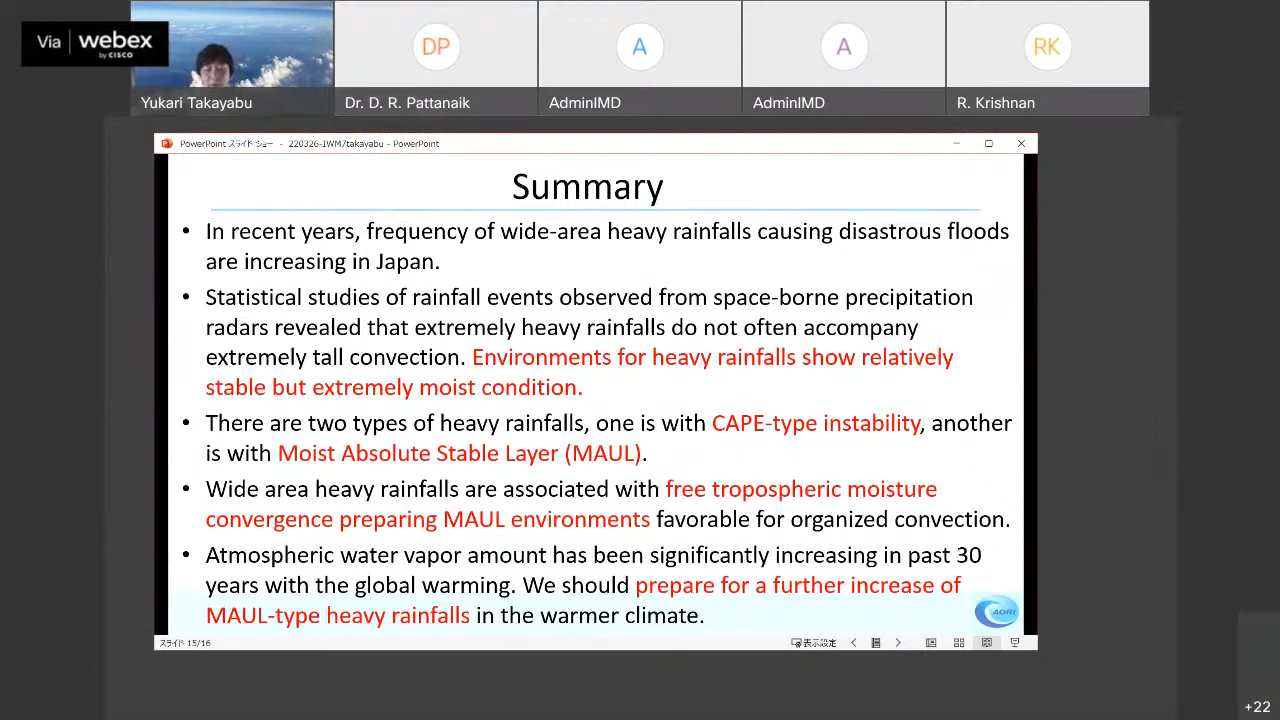 Via webex
by CISCO
DP
A
A
RK
Yukari Takayabu
Dr. D. R. Pattanaik
AdminIMD
AdminIMD
R. Krishnan
PowerPoint スライド ショー - 220326-IWM7takayabu - PowerPoint
Summary
• In recent years, frequency of wide-area heavy rainfalls causing disastrous floods
are increasing in Japan.
• Statistical studies of rainfall events observed from space-borne precipitation
radars revealed that extremely heavy rainfalls do not often accompany
extremely tall convection. Environments for heavy rainfalls show relatively
stable but extremely moist condition.
• There are two types of heavy rainfalls, one is with CAPE-type instability, another
is with Moist Absolute Stable Layer (MAUL).
• Wide area heavy rainfalls are associated with free tropospheric moisture
convergence preparing MAUL environments favorable for organized convection.
• Atmospheric water vapor amount has been significantly increasing in past 30
years with the global warming. We should prepare for a further increase of
MAUL-type heavy rainfalls in the warmer climate.
AORI
スライド 15/16
表示設定
+22